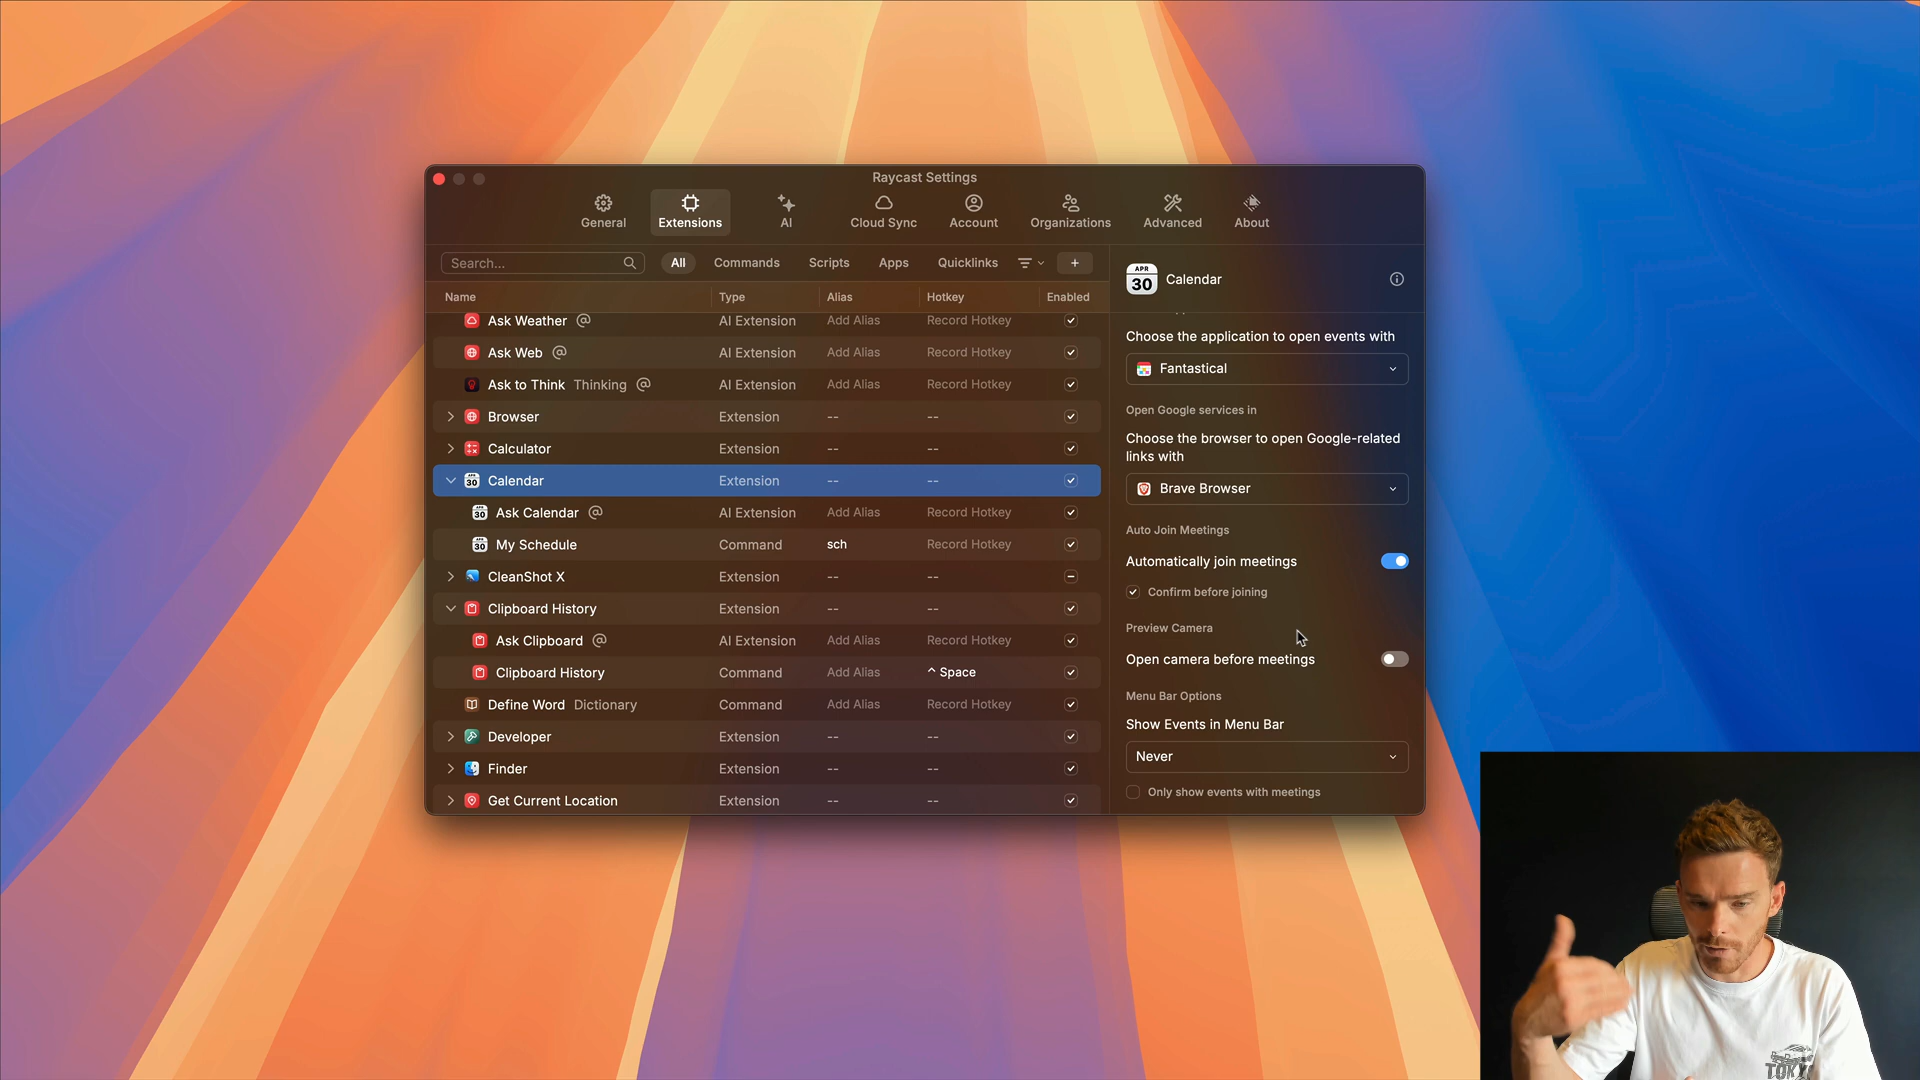 Raycast Settings
General
Extensions
AI
Cloud Sync
Account
Organizations
Advanced
About
Search...
All
Commands
Scripts
Apps
Quicklinks
+
Name Type Alias Hotkey Enabled
Ask Weather @ AI Extension Add Alias Record Hotkey
Ask Web @ AI Extension Add Alias Record Hotkey
Ask to Think Thinking @ AI Extension Add Alias Record Hotkey
Browser Extension -- --
Calculator Extension -- --
Calendar Extension -- --
Ask Calendar @ AI Extension Add Alias Record Hotkey
My Schedule Command sch Record Hotkey
CleanShot X Extension -- --
Clipboard History Extension -- --
Ask Clipboard @ AI Extension Add Alias Record Hotkey
Clipboard History Command Add Alias ^ Space
Define Word Dictionary Command Add Alias Record Hotkey
Developer Extension -- --
Finder Extension -- --
Get Current Location Extension -- --
APR
30
Calendar
Choose the application to open events with
Fantastical
Open Google services in
Choose the browser to open Google-related
links with
Brave Browser
Auto Join Meetings
Automatically join meetings
Confirm before joining
Preview Camera
Open camera before meetings
Menu Bar Options
Show Events in Menu Bar
Never
Only show events with meetings